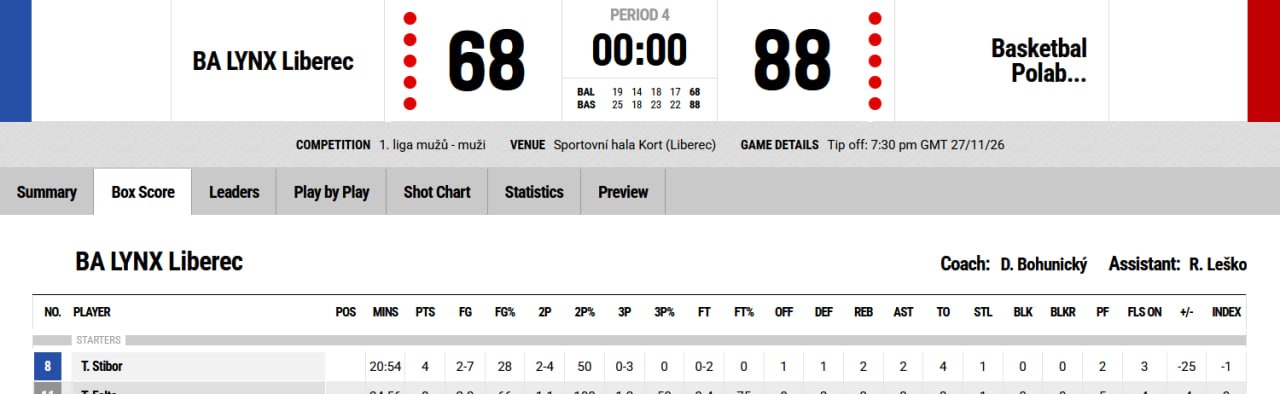 PERIOD 4
BA LYNX Liberec
68
00:00
88
Basketbal
Polab...
BAL 19 14 18 17 68
BAS 25 18 23 22 88
COMPETITION 1. liga mužů - muži VENUE Sportovní hala Kort (Liberec) GAME DETAILS Tip off: 7:30 pm GMT 27/11/26
Summary Box Score Leaders Play by Play Shot Chart Statistics Preview
BA LYNX Liberec Coach: D. Bohunický Assistant: R. Leško
NO. PLAYER POS MINS PTS FG FG% 2P 2P% 3P 3P% FT FT% OFF DEF REB AST TO STL BLK BLKR PF FLS ON +/- INDEX
STARTERS
8 T. Stibor 20:54 4 2-7 28 2-4 50 0-3 0 0-2 0 1 1 2 2 4 1 0 0 2 3 -25 -1